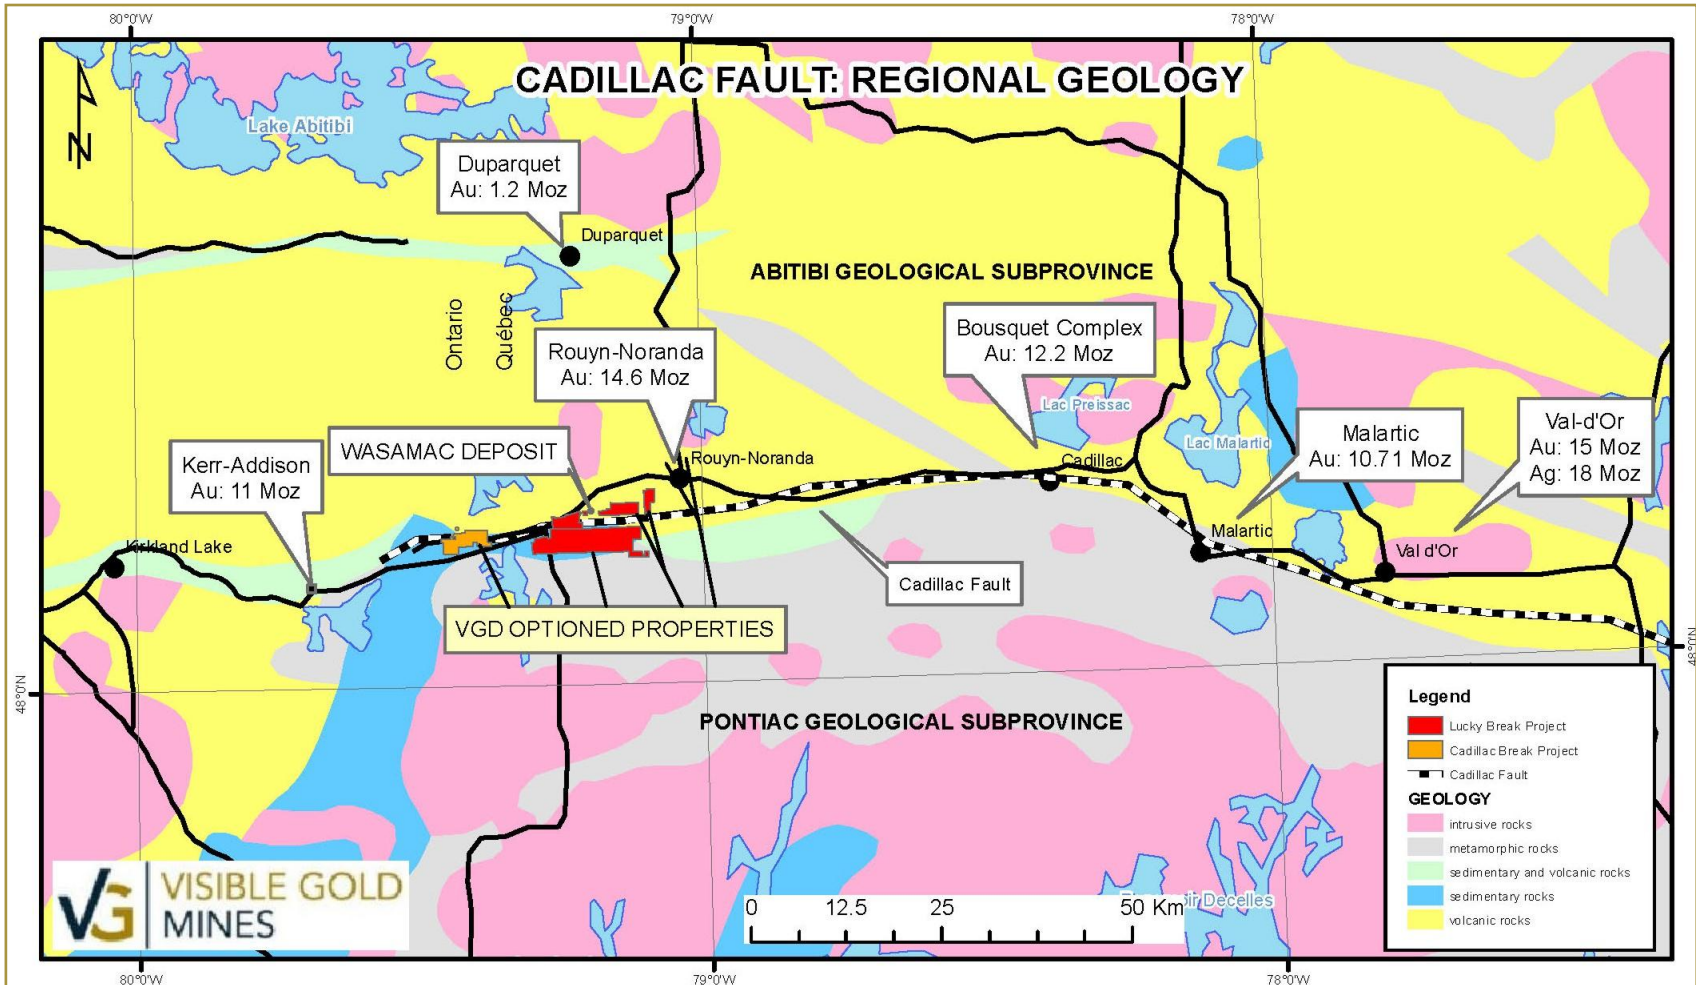 80°0'W
79°0'W
78°0'W
CADILLAC FAULT: REGIONAL GEOLOGY
N
Lake Abitibi
Duparquet
Au: 1.2 Moz
Duparquet
ABITIBI GEOLOGICAL SUBPROVINCE
Ontario
Québec
Bousquet Complex
Au: 12.2 Moz
Rouyn-Noranda
Au: 14.6 Moz
Lac Preissac
Lac Malartic
Malartic
Au: 10.71 Moz
Val-d'Or
Au: 15 Moz
Ag: 18 Moz
WASAMAC DEPOSIT
Kerr-Addison
Au: 11 Moz
Rouyn-Noranda
Cadillac
Kirkland Lake
Malartic
Val d'Or
Cadillac Fault
VGD OPTIONED PROPERTIES
48°0'N
48°0'N
PONTIAC GEOLOGICAL SUBPROVINCE
Legend
Lucky Break Project
Cadillac Break Project
Cadillac Fault
GEOLOGY
intrusive rocks
metamorphic rocks
sedimentary and volcanic rocks
sedimentary rocks
volcanic rocks
VG VISIBLE GOLD
MINES
0 12.5 25 50 Km
Decelles
80°0'W
79°0'W
78°0'W